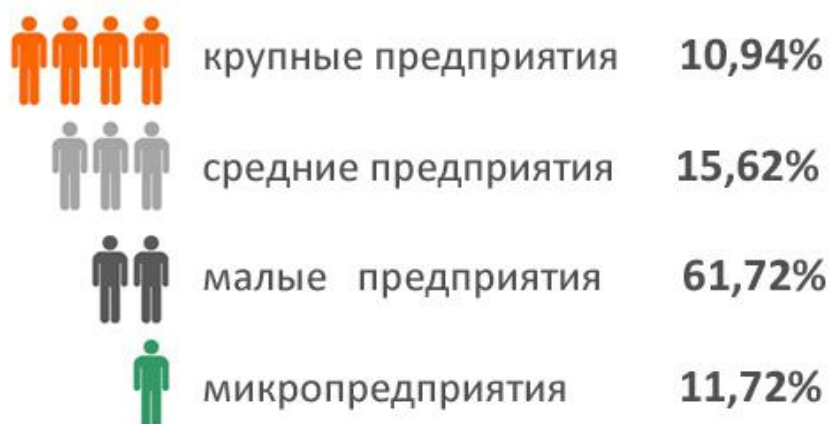 крупные предприятия 10,94%
средние предприятия 15,62%
малые предприятия 61,72%
микропредприятия 11,72%